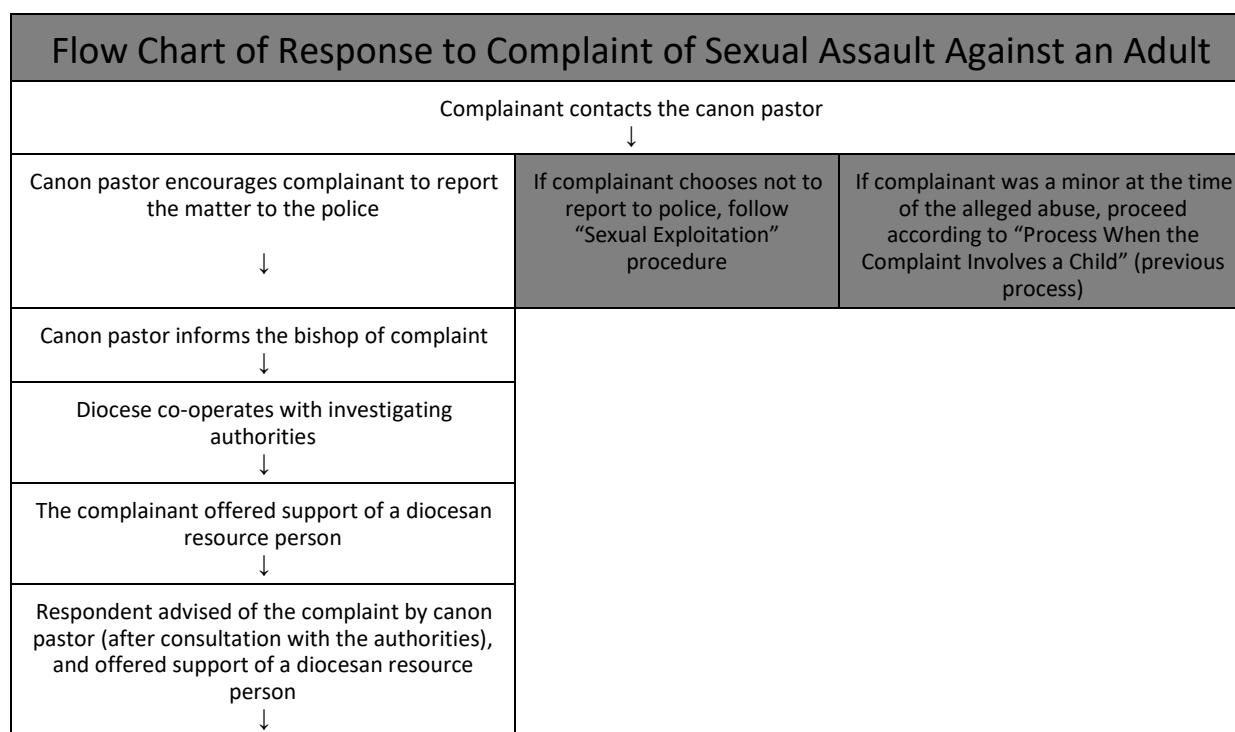 Flow Chart of Response to Complaint of Sexual Assault Against an Adult
Complainant contacts the canon pastor
↓
Canon pastor encourages complainant to report
the matter to the police
↓
If complainant chooses not to
report to police, follow
“Sexual Exploitation”
procedure
If complainant was a minor at the time
of the alleged abuse, proceed
according to “Process When the
Complaint Involves a Child” (previous
process)
Canon pastor informs the bishop of complaint
↓
Diocese co-operates with investigating
authorities
↓
The complainant offered support of a diocesan
resource person
↓
Respondent advised of the complaint by canon
pastor (after consultation with the authorities),
and offered support of a diocesan resource
person
↓